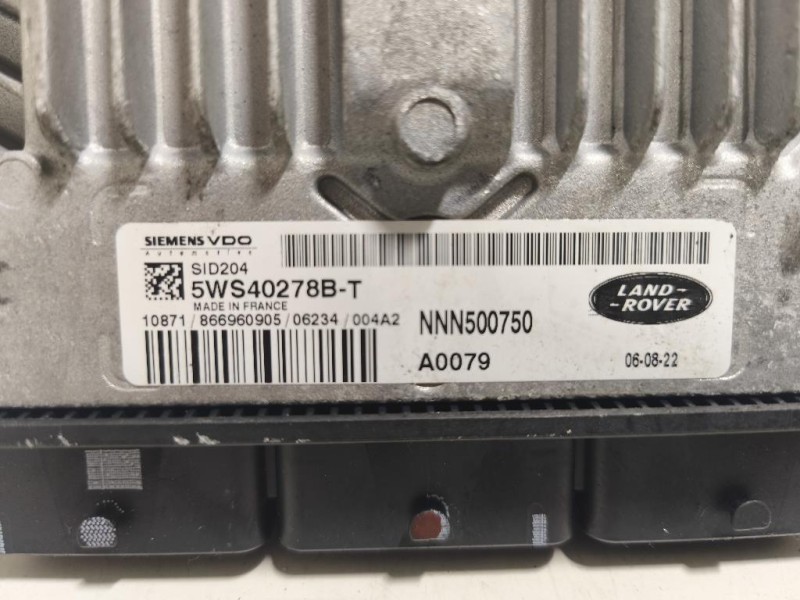 SIEMENS VDO
Automotive
SID204
5WS40278B-T
MADE IN FRANCE
10871/866960905/06234/004A2
NNN500750
A0079
LAND-
-ROVER
06-08-22